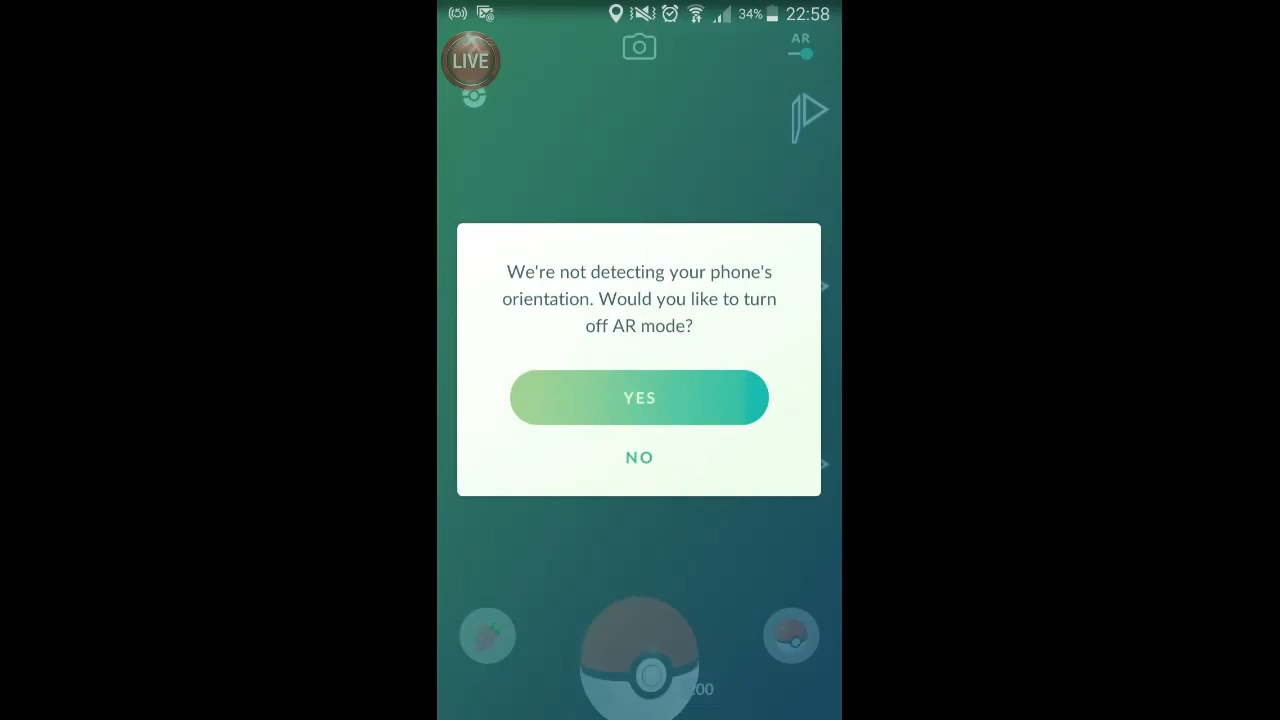 34% 22:58
AR
LIVE
We're not detecting your phone's
orientation. Would you like to turn
off AR mode?
YES
NO